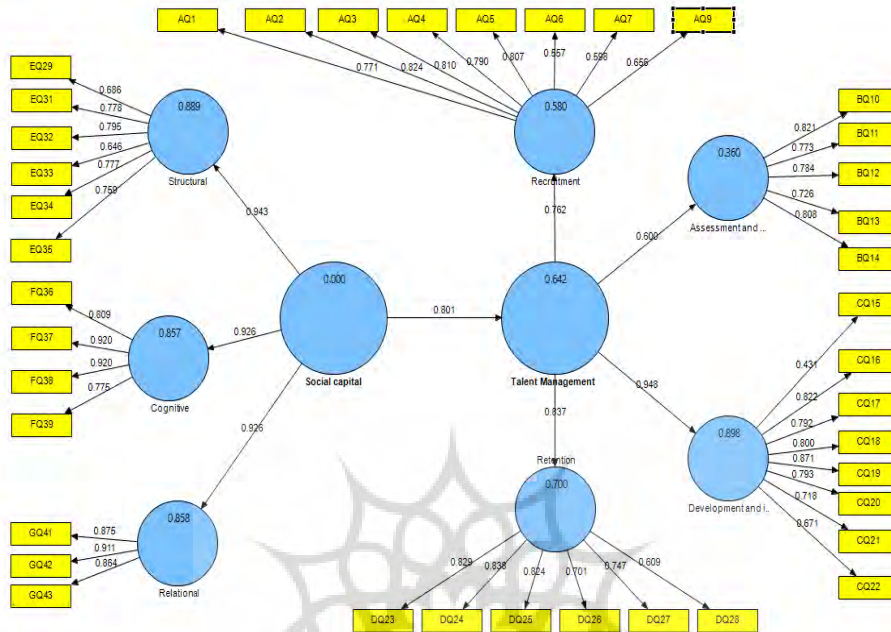 AQ1 AQ2 AQ3 AQ4 AQ5 AQ6 AQ7 AQ9
0.771 0.824 0.810 0.790 0.807 0.557 0.598 0.656
0.580
Recruitment
0.762
EQ29
EQ31
EQ32
EQ33
EQ34
EQ35
0.686
0.778
0.795
0.646
0.777
0.759
0.889
Structural
0.943
BQ10
BQ11
BQ12
BQ13
BQ14
0.821
0.773
0.784
0.726
0.808
0.360
Assessment and ...
0.600
FQ36
FQ37
FQ38
FQ39
0.809
0.920
0.920
0.775
0.857
Cognitive
0.926
0.000
Social capital
0.801
0.642
Talent Management
CQ15
CQ16
CQ17
CQ18
CQ19
CQ20
CQ21
CQ22
0.431
0.822
0.792
0.800
0.871
0.793
0.718
0.671
0.898
Development and i..
0.948
0.926
0.837
Retention
0.700
GQ41
GQ42
GQ43
0.875
0.911
0.864
0.858
Relational
0.829 0.838 0.824 0.701 0.747 0.609
DQ23 DQ24 DQ25 DQ26 DQ27 DQ28